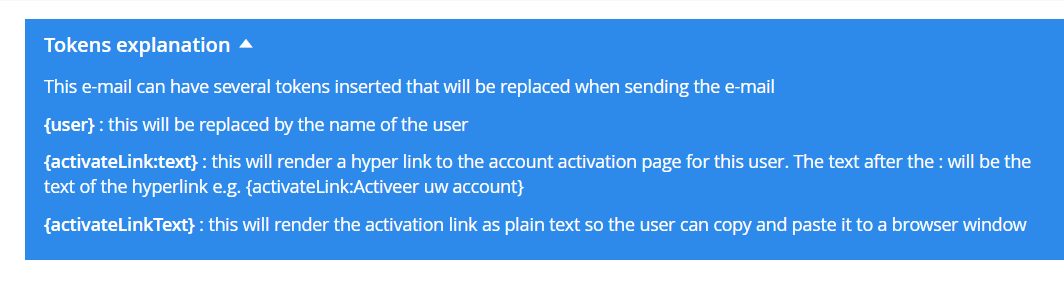 Tokens explanation
This e-mail can have several tokens inserted that will be replaced when sending the e-mail
{user} : this will be replaced by the name of the user
{activateLink:text} : this will render a hyper link to the account activation page for this user. The text after the : will be the
text of the hyperlink e.g. {activateLink:Activeer uw account}
{activateLinkText} : this will render the activation link as plain text so the user can copy and paste it to a browser window